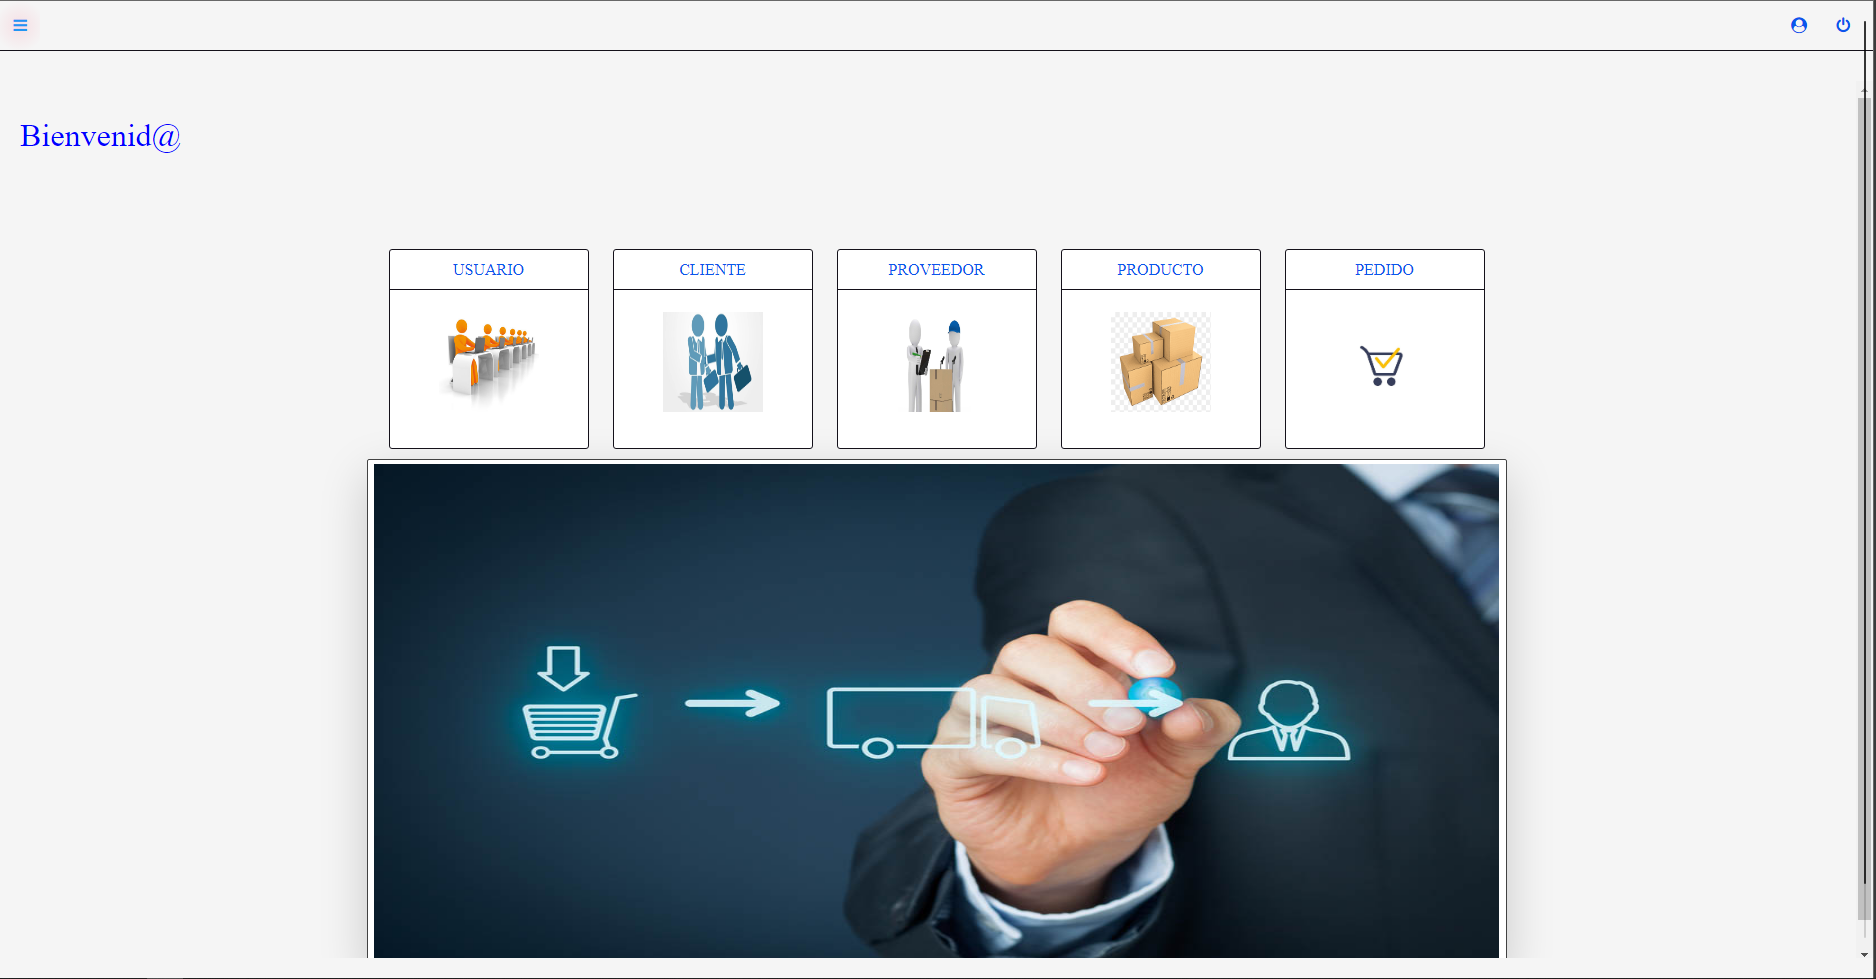 Bienvenid@
USUARIO
CLIENTE
PROVEEDOR
PRODUCTO
PEDIDO